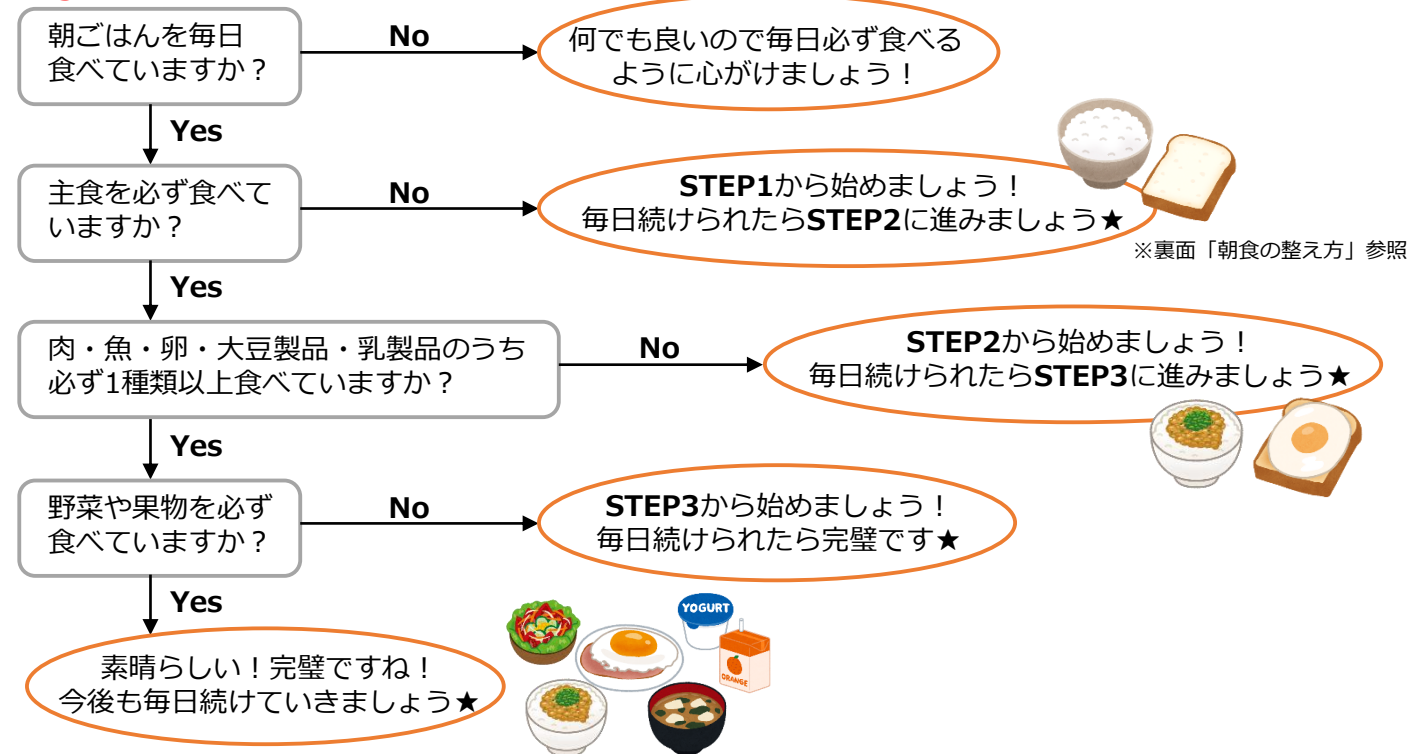 朝ごはんを毎日
食べていますか？
No
何でも良いので毎日必ず食べる
ように心がけましょう！
Yes
主食を必ず食べて
いますか？
No
STEP1から始めましょう！
毎日続けられたらSTEP2に進みましょう★
※裏面「朝食の整え方」参照
Yes
肉・魚・卵・大豆製品・乳製品のうち
必ず1種類以上食べていますか？
No
STEP2から始めましょう！
毎日続けられたらSTEP3に進みましょう★
Yes
野菜や果物を必ず
食べていますか？
No
STEP3から始めましょう！
毎日続けられたら完璧です★
Yes
素晴らしい！完璧ですね！
今後も毎日続けていきましょう★
YOGURT
ORANGE